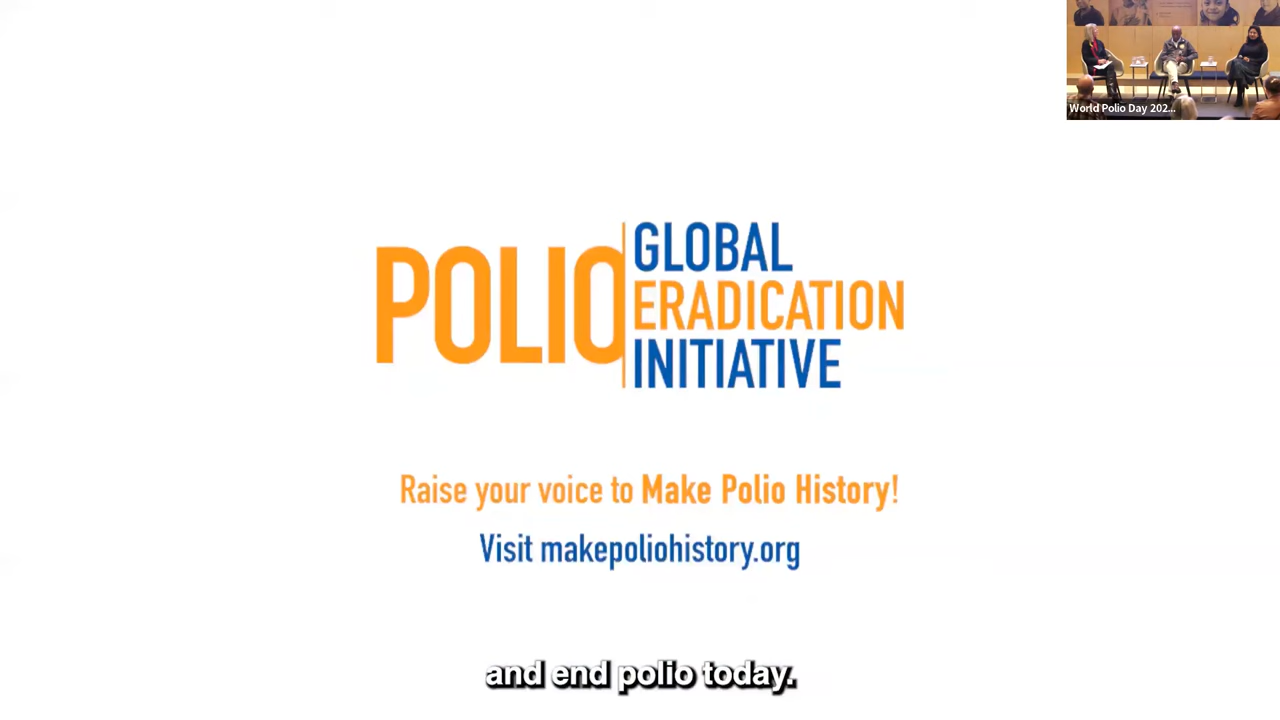 World Polio Day 202...
POLIO
GLOBAL
ERADICATION
INITIATIVE
Raise your voice to Make Polio History!
Visit makepoliohistory.org
and end polio today.